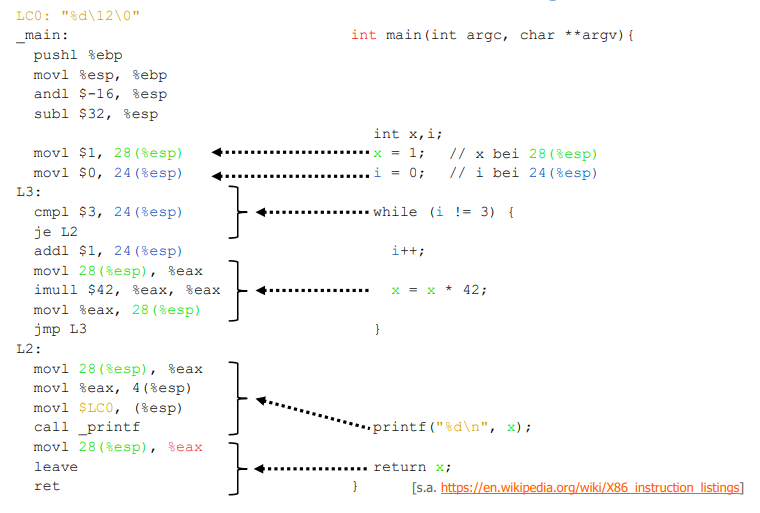 LC0: "%d\12\0"
_main: int main(int argc, char **argv){
pushl %ebp
movl %esp, %ebp
andl $-16, %esp
subl $32, %esp
int x,i;
movl $1, 28(%esp) x = 1; // x bei 28(%esp)
movl $0, 24(%esp) i = 0; // i bei 24(%esp)
L3:
cmpl $3, 24(%esp) while (i != 3) {
je L2
addl $1, 24(%esp) i++;
movl 28(%esp), %eax
imull $42, %eax, %eax x = x * 42;
movl %eax, 28(%esp)
jmp L3 }
L2:
movl 28(%esp), %eax
movl %eax, 4(%esp)
movl $LC0, (%esp)
call _printf printf("%d\n", x);
movl 28(%esp), %eax
leave return x;
ret } [s.a. https://en.wikipedia.org/wiki/X86_instruction_listings]